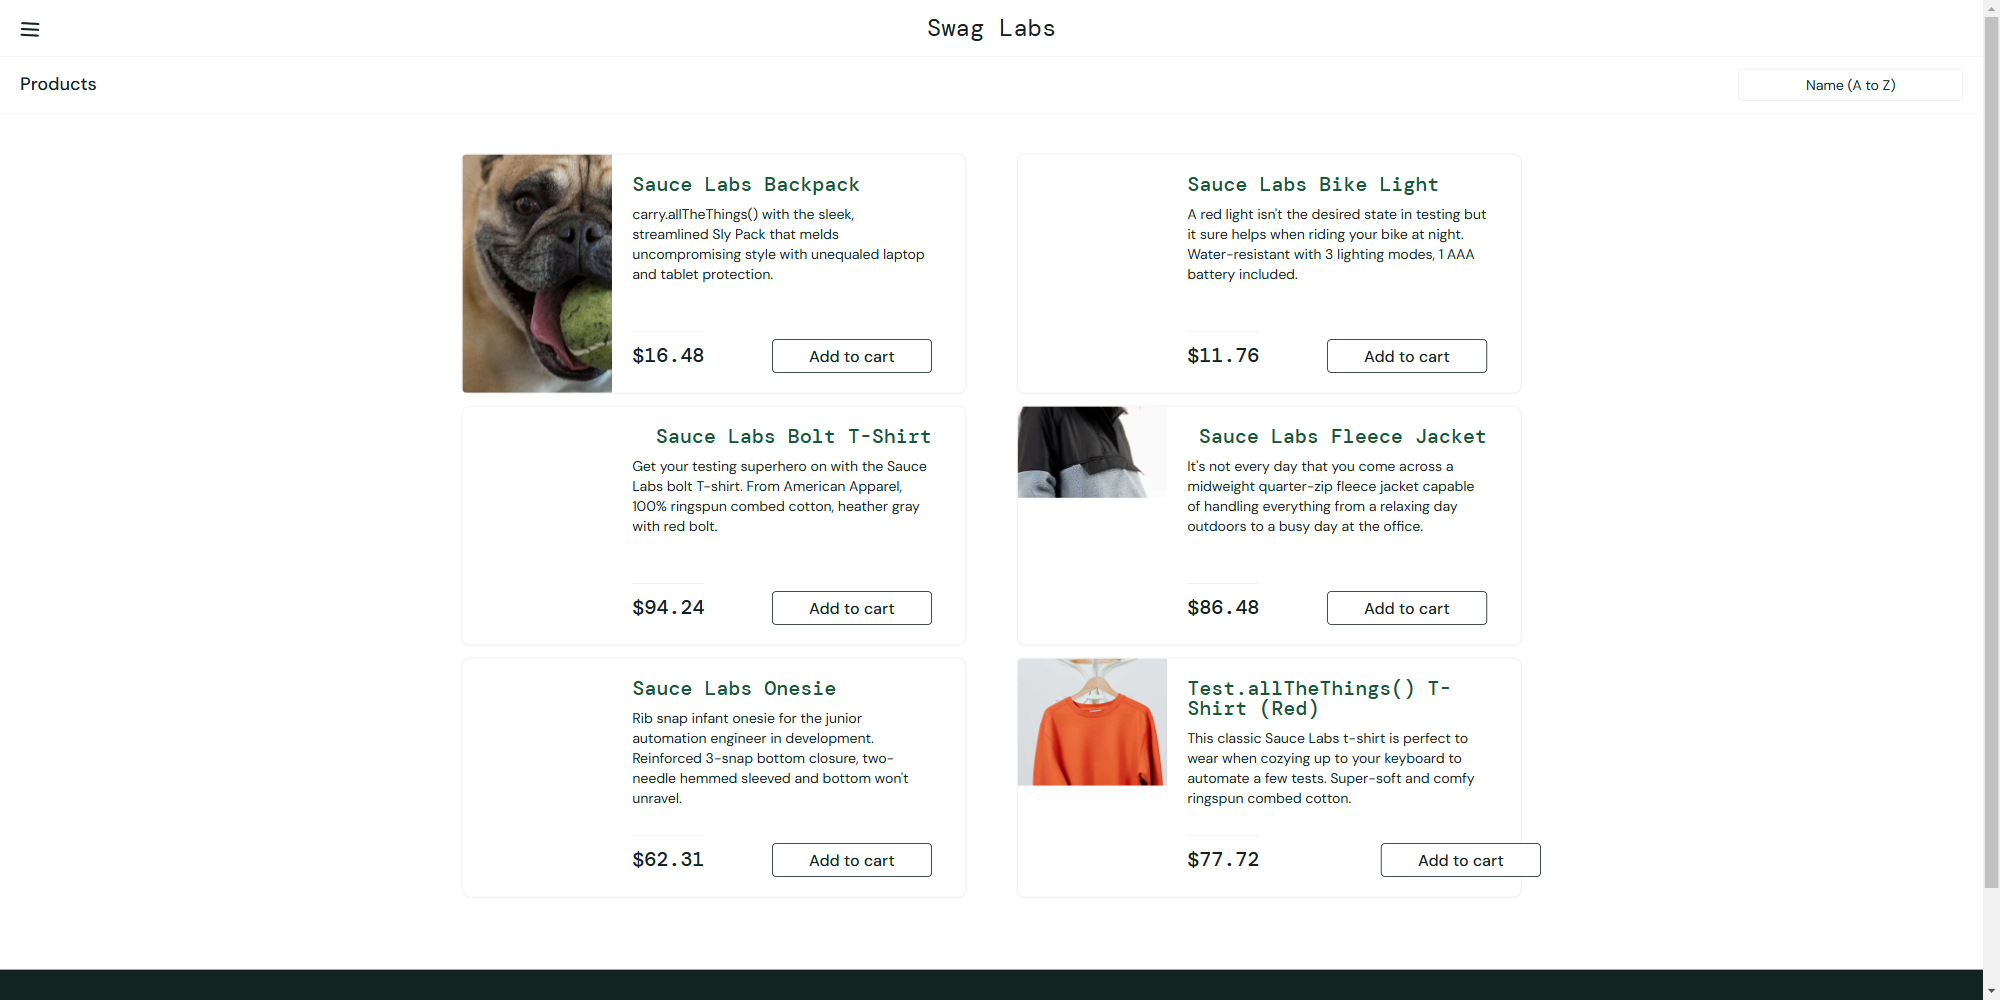 Swag Labs
Products
Name (A to Z)
Sauce Labs Backpack
carry.allTheThings() with the sleek,
streamlined Sly Pack that melds
uncompromising style with unequaled laptop
and tablet protection.
$16.48
Add to cart
Sauce Labs Bike Light
A red light isn't the desired state in testing but
it sure helps when riding your bike at night.
Water-resistant with 3 lighting modes, 1 AAA
battery included.
$11.76
Add to cart
Sauce Labs Bolt T-Shirt
Get your testing superhero on with the Sauce
Labs bolt T-shirt. From American Apparel,
100% ringspun combed cotton, heather gray
with red bolt.
$94.24
Add to cart
Sauce Labs Fleece Jacket
It's not every day that you come across a
midweight quarter-zip fleece jacket capable
of handling everything from a relaxing day
outdoors to a busy day at the office.
$86.48
Add to cart
Sauce Labs Onesie
Rib snap infant onesie for the junior
automation engineer in development.
Reinforced 3-snap bottom closure, two-
needle hemmed sleeved and bottom won't
unravel.
$62.31
Add to cart
Test.allTheThings() T-
Shirt (Red)
This classic Sauce Labs t-shirt is perfect to
wear when cozying up to your keyboard to
automate a few tests. Super-soft and comfy
ringspun combed cotton.
$77.72
Add to cart